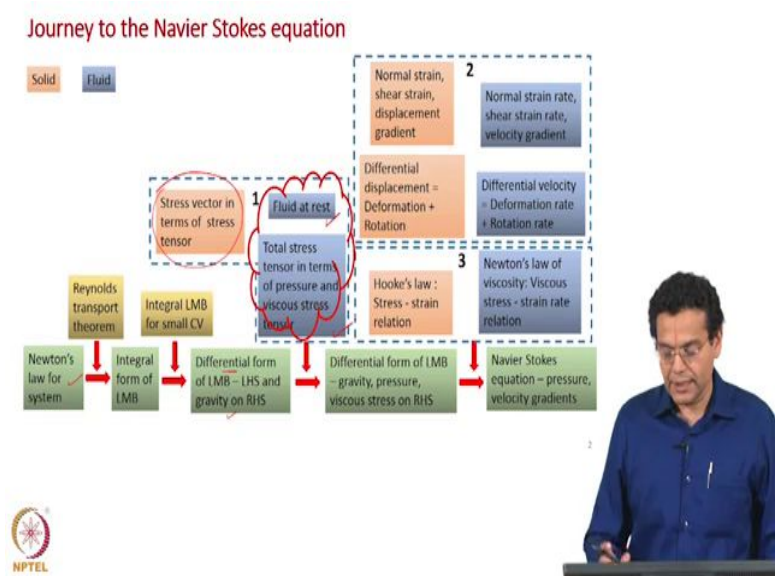 Journey to the Navier Stokes equation
Solid
Fluid
Normal strain,
shear strain,
displacement
gradient
2
Normal strain rate,
shear strain rate,
velocity gradient
Differential
displacement =
Deformation +
Rotation
Differential velocity
= Deformation rate
+ Rotation rate
Stress vector in
terms of stress
tensor
1
Fluid at rest
Total stress
tensor in terms
of pressure and
viscous stress
tensor
3
Hooke's law :
Stress - strain
relation
Newton's law of
viscosity: Viscous
stress - strain rate
relation
Reynolds
transport
theorem
Integral LMB
for small CV
Newton's
law for
system
Integral
form of
LMB
Differential form
of LMB – LHS and
gravity on RHS
Differential form of LMB
– gravity, pressure,
viscous stress on RHS
Navier Stokes
equation – pressure,
velocity gradients
2
NPTEL